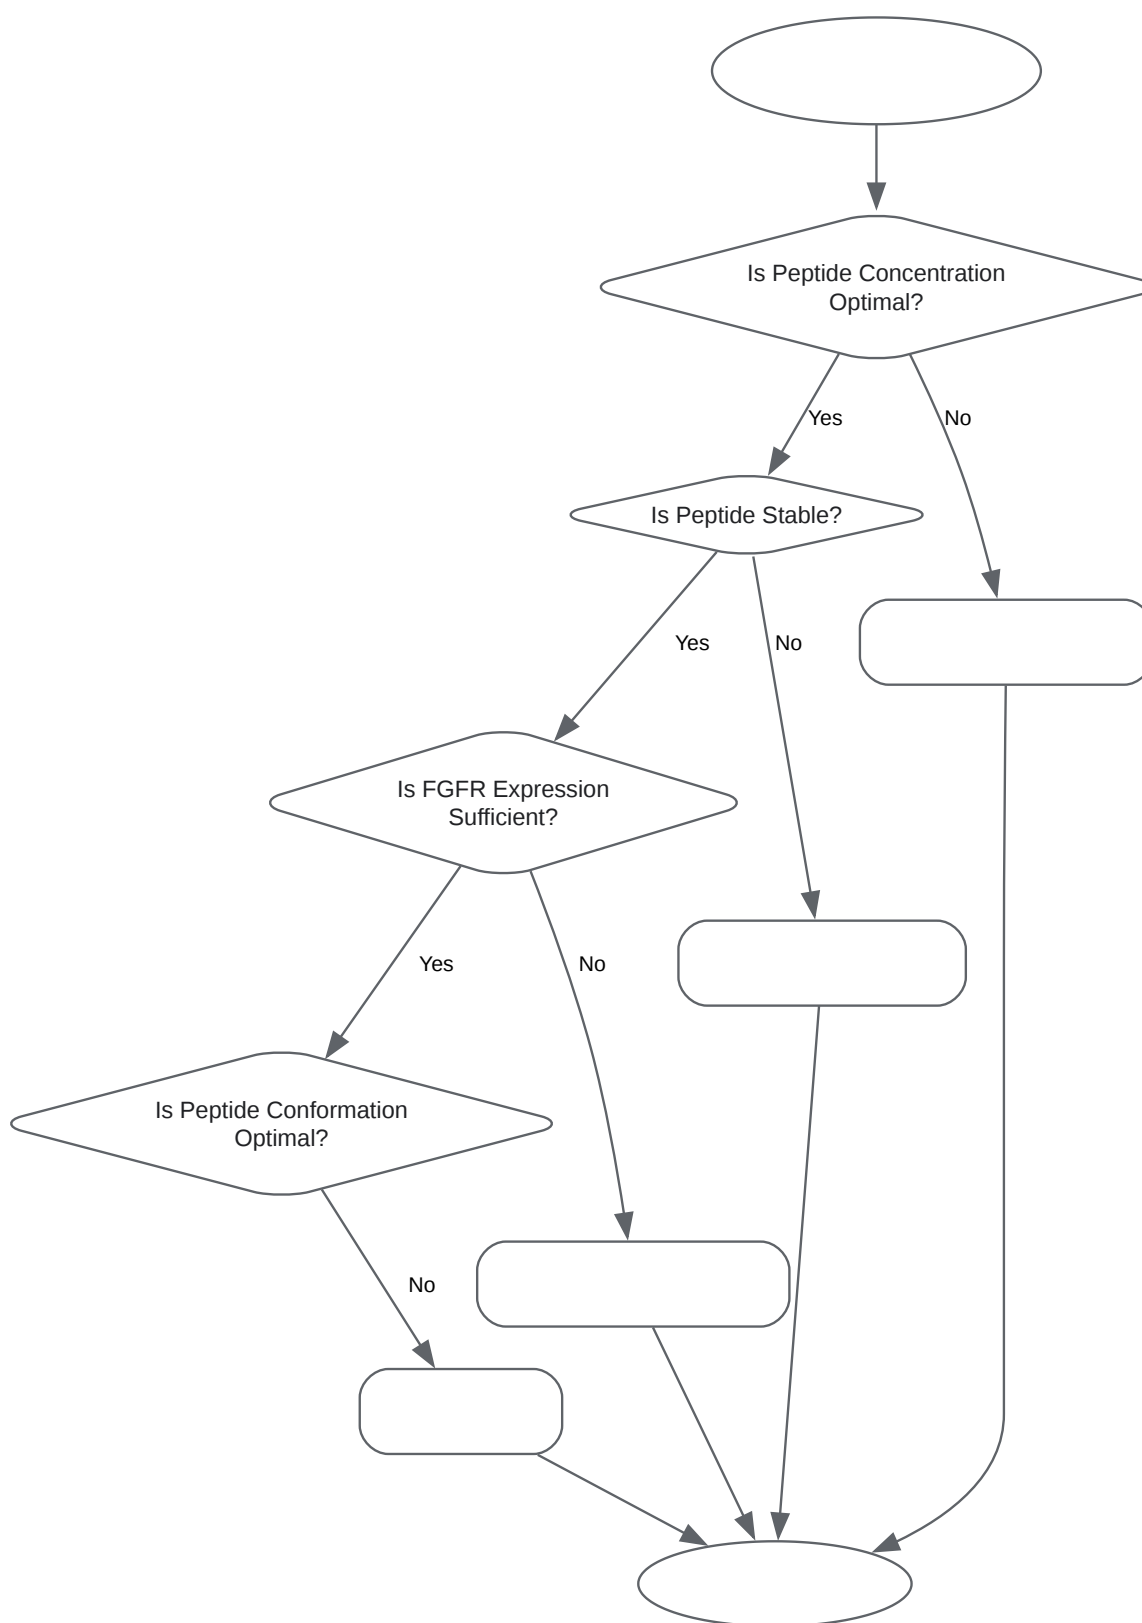 Is Peptide Concentration
Optimal?
Yes
No
Is Peptide Stable?
Yes
No
Is FGFR Expression
Sufficient?
Yes
No
Is Peptide Conformation
Optimal?
No